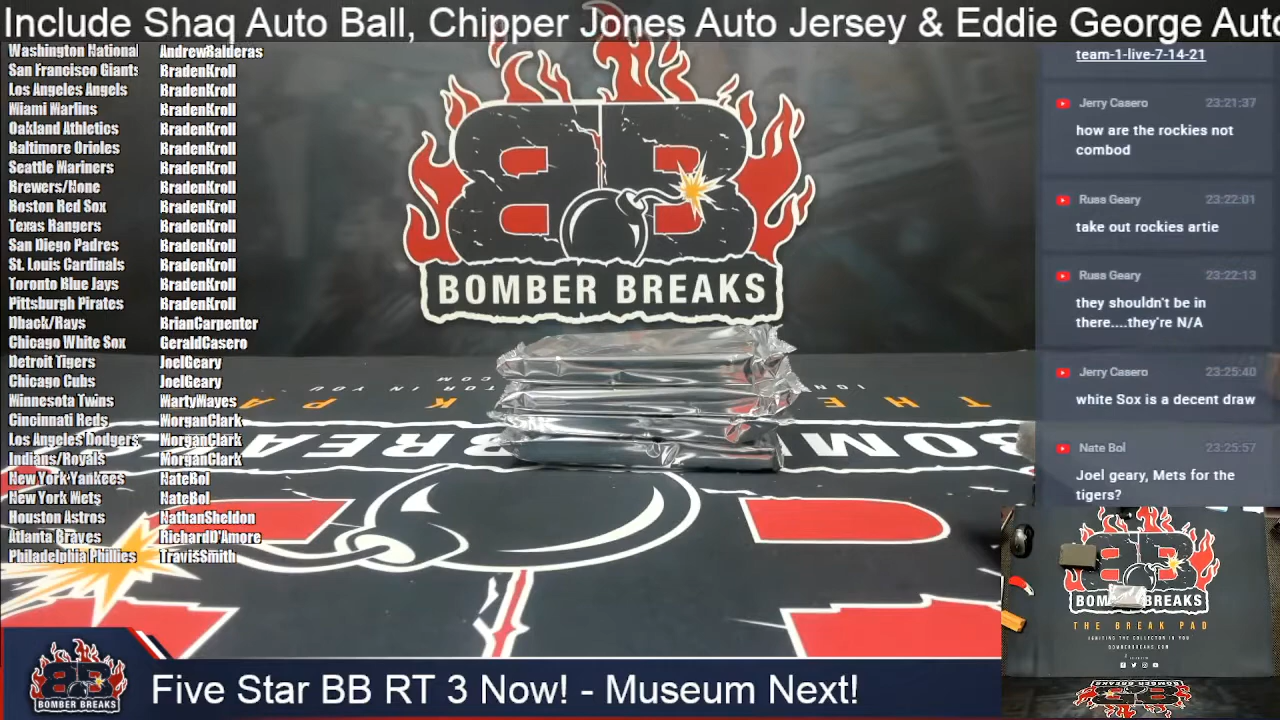 Include Shaq Auto Ball, Chipper Jones Auto Jersey & Eddie George Auto
Washington National AndrewBalderas
San Francisco Giants BradenKroll
Los Angeles Angels BradenKroll
Miami Marlins BradenKroll
Oakland Athletics BradenKroll
Baltimore Orioles BradenKroll
Seattle Mariners BradenKroll
Brewers/None BradenKroll
Boston Red Sox BradenKroll
Texas Rangers BradenKroll
San Diego Padres BradenKroll
St. Louis Cardinals BradenKroll
Toronto Blue Jays BradenKroll
Pittsburgh Pirates BradenKroll
Dback/Rays BrianCarpenter
Chicago White Sox GeraldCasero
Detroit Tigers JoelGeary
Chicago Cubs JoelGeary
Minnesota Twins MartyMayes
Cincinnati Reds MorganClark
Los Angeles Dodgers MorganClark
Indians/Royals MorganClark
New York Yankees NateBol
New York Mets NateBol
Houston Astros NathanSheldon
Atlanta Braves RichardD'Amore
Philadelphia Phillies TravisSmith
BOMBER BREAKS
team-1-live-7-14-21
Jerry Casero 23:21:37
how are the rockies not
combod
Russ Geary 23:22:01
take out rockies artie
Russ Geary 23:22:13
they shouldn't be in
there....they're N/A
Jerry Casero 23:25:40
white Sox is a decent draw
Nate Bol 23:25:57
Joel geary, Mets for the
tigers?
BREAKS
THE BREAK PAD
IGNITING THE COLLECTOR IN YOU
BOMBERBREAKS.COM
BOMBER BREAKS
BOMBER BREAKS
Five Star BB RT 3 Now! - Museum Next!